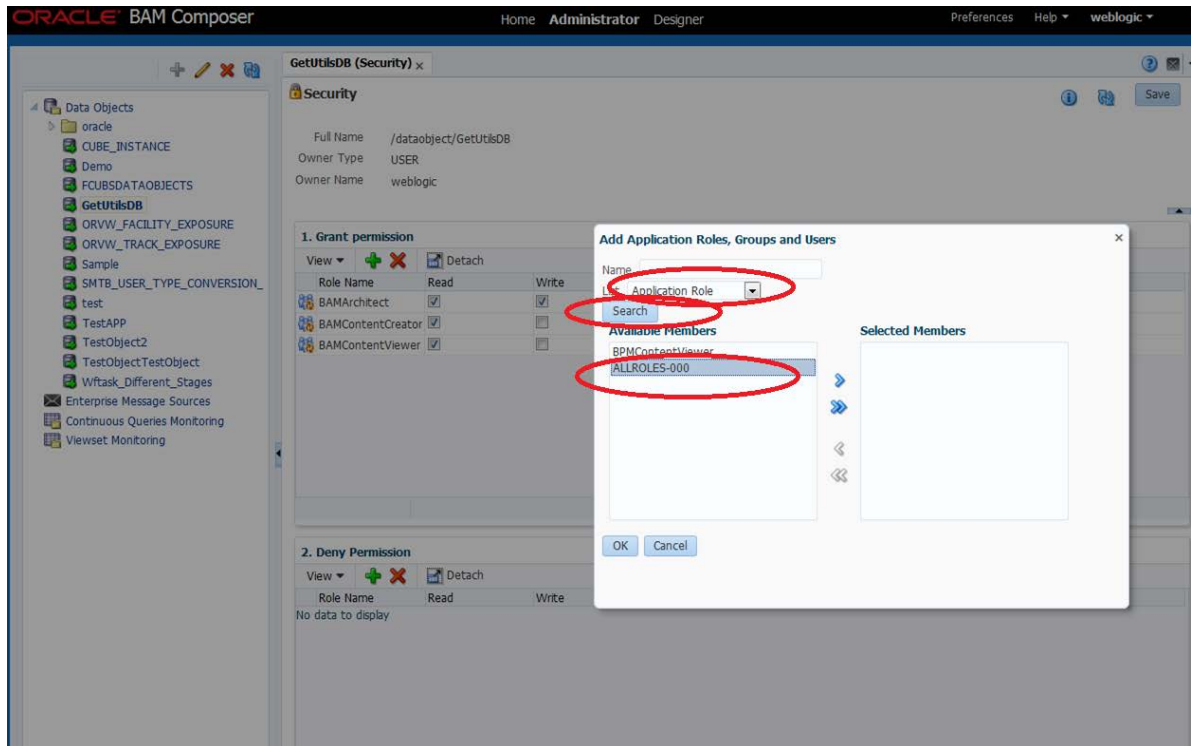 ORACLE BAM Composer
Home Administrator Designer
Preferences Help weblogic
GetUtilsDB (Security)
Security
Save
Full Name /dataobject/GetUtilsDB
Owner Type USER
Owner Name weblogic
Data Objects
oracle
CUBE_INSTANCE
Demo
FCUBSDATAOBJECTS
GetUtilsDB
ORVW_FACILITY_EXPOSURE
ORVW_TRACK_EXPOSURE
Sample
SMTB_USER_TYPE_CONVERSION_
test
TestAPP
TestObject2
TestObjectTestObject
Wftask_Different_Stages
Enterprise Message Sources
Continuous Queries Monitoring
Viewset Monitoring
1. Grant permission
View Detach
Role Name Read Write
BAMArchitect
BAMContentCreator
BAMContentViewer
2. Deny Permission
View Detach
Role Name Read Write
No data to display
Add Application Roles, Groups and Users
Name
List Application Role
Search
Available Members Selected Members
BPMContentViewer
ALLROLES-000
OK Cancel